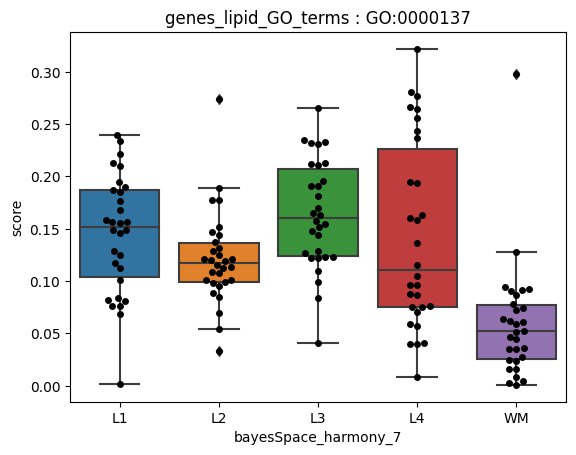 genes_lipid_GO_terms : GO:0000137
score
0.30
0.25
0.20
0.15
0.10
0.05
0.00
L1 L2 L3 L4 WM
bayesSpace_harmony_7